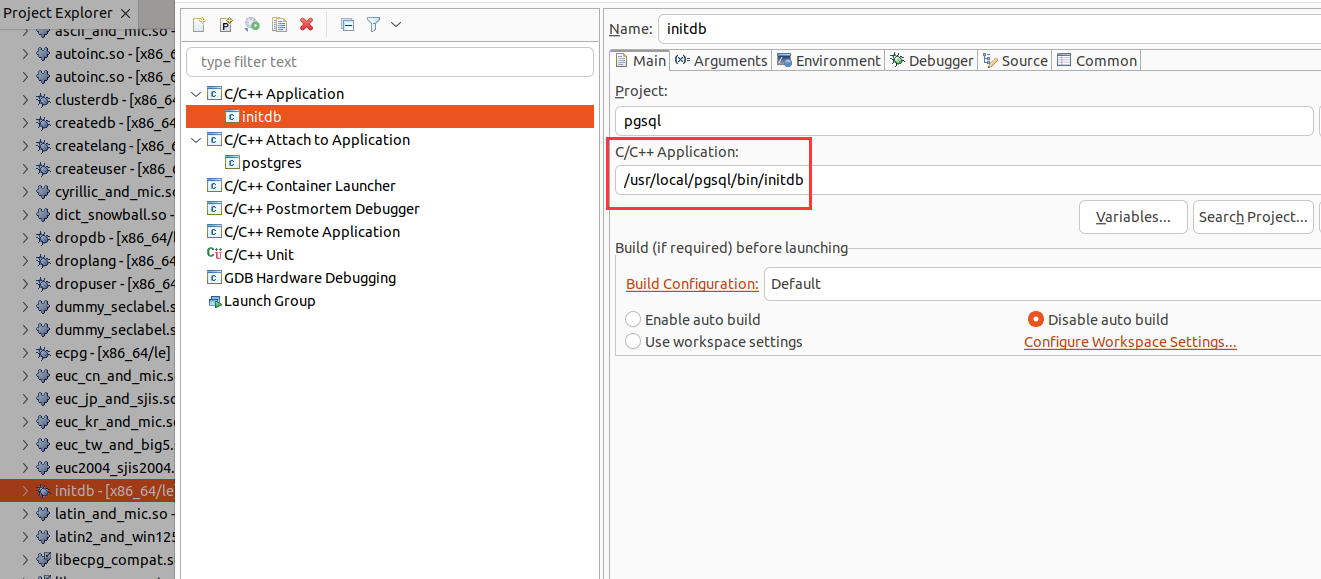 Project Explorer
ascii_and_mic.so -
autoinc.so - [x86_6
autoinc.so - [x86_6
clusterdb - [x86_64/
createdb - [x86_64
createlang - [x86_6
createuser - [x86_6
cyrillic_and_mic.so
dict_snowball.so -
dropdb - [x86_64/l
droplang - [x86_64
dropuser - [x86_64
dummy_seclabel.s
dummy_seclabel.s
ecpg - [x86_64/le]
euc_cn_and_mic.so
euc_jp_and_sjis.so
euc_kr_and_mic.so
euc_tw_and_big5.
euc2004_sjis2004.
initdb - [x86_64/le
latin_and_mic.so -
latin2_and_win125
libecpg_compat.s
type filter text
C/C++ Application
initdb
C/C++ Attach to Application
postgres
C/C++ Container Launcher
C/C++ Postmortem Debugger
C/C++ Remote Application
C/C++ Unit
GDB Hardware Debugging
Launch Group
Name: initdb
Main (x)= Arguments Environment Debugger Source Common
Project:
pgsql
C/C++ Application:
/usr/local/pgsql/bin/initdb
Variables... Search Project...
Build (if required) before launching
Build Configuration: Default
Enable auto build Disable auto build
Use workspace settings Configure Workspace Settings...